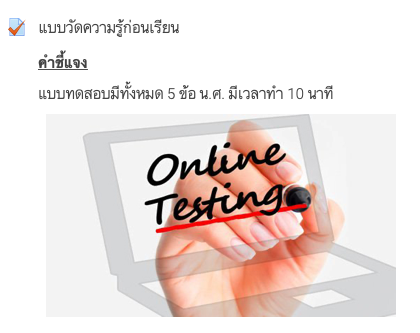 แบบวัดความรู้ก่อนเรียน
คำชี้แจง
แบบทดสอบมีทั้งหมด 5 ข้อ น.ศ. มีเวลาทำ 10 นาที
Online
Testing